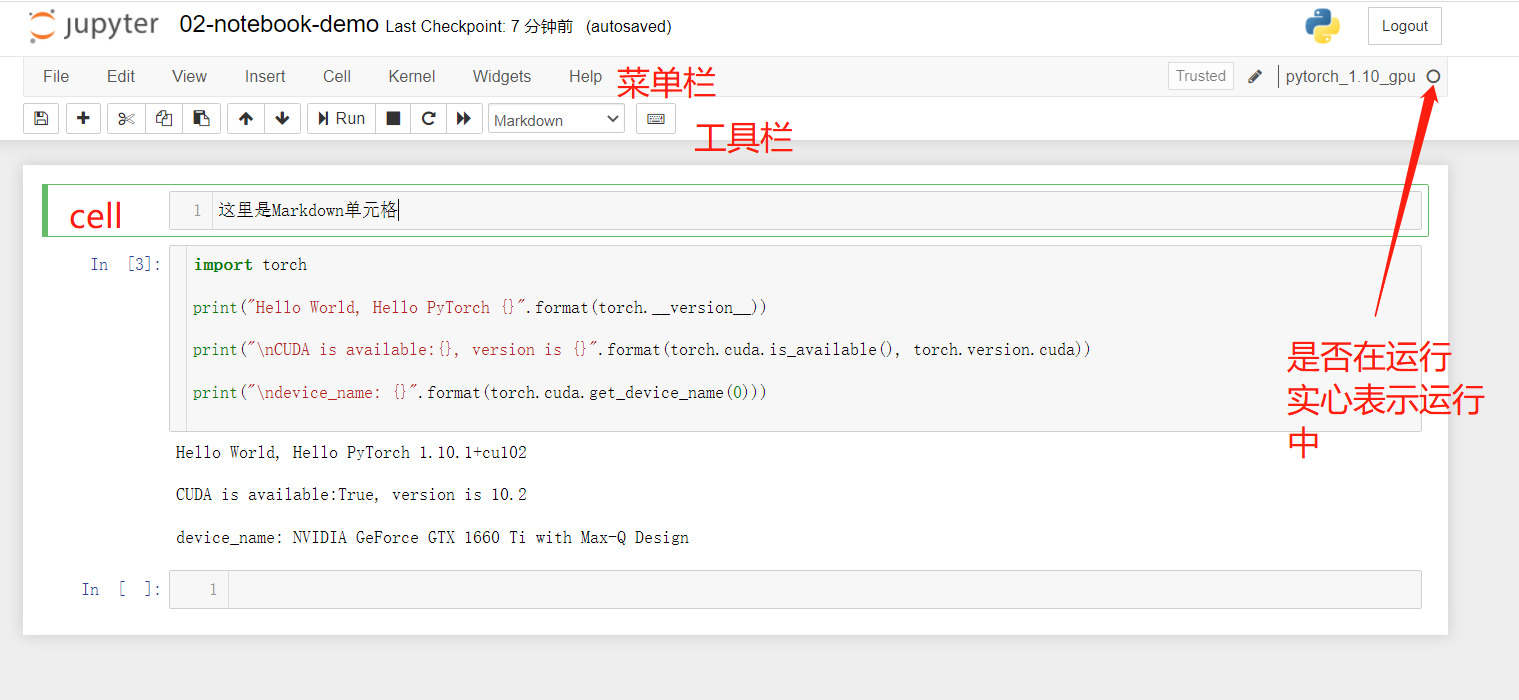 jupyter 02-notebook-demo Last Checkpoint: 7 分钟前 (autosaved) Logout
File Edit View Insert Cell Kernel Widgets Help 菜单栏 Trusted pytorch_1.10_gpu
Run Markdown 工具栏
cell 1 这里是Markdown单元格
In [3]: import torch
print("Hello World, Hello PyTorch {}".format(torch.__version__))
print("\nCUDA is available:{}, version is {}".format(torch.cuda.is_available(), torch.version.cuda))
是否在运行
print("\ndevice_name: {}".format(torch.cuda.get_device_name(0)))
实心表示运行
中
Hello World, Hello PyTorch 1.10.1+cu102
CUDA is available:True, version is 10.2
device_name: NVIDIA GeForce GTX 1660 Ti with Max-Q Design
In [ ]: 1